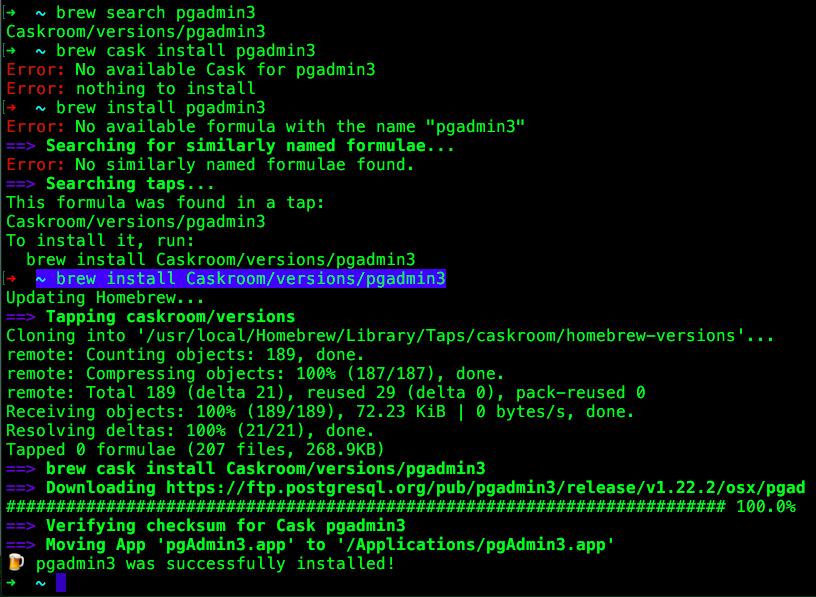 [➜  ~ brew search pgadmin3
Caskroom/versions/pgadmin3
[➜  ~ brew cask install pgadmin3
Error: No available Cask for pgadmin3
Error: nothing to install
[➜  ~ brew install pgadmin3
Error: No available formula with the name "pgadmin3"
==> Searching for similarly named formulae...
Error: No similarly named formulae found.
==> Searching taps...
This formula was found in a tap:
Caskroom/versions/pgadmin3
To install it, run:
  brew install Caskroom/versions/pgadmin3
[➜  ~ brew install Caskroom/versions/pgadmin3
Updating Homebrew...
==> Tapping caskroom/versions
Cloning into '/usr/local/Homebrew/Library/Taps/caskroom/homebrew-versions'...
remote: Counting objects: 189, done.
remote: Compressing objects: 100% (187/187), done.
remote: Total 189 (delta 21), reused 29 (delta 0), pack-reused 0
Receiving objects: 100% (189/189), 72.23 KiB | 0 bytes/s, done.
Resolving deltas: 100% (21/21), done.
Tapped 0 formulae (207 files, 268.9KB)
==> brew cask install Caskroom/versions/pgadmin3
==> Downloading https://ftp.postgresql.org/pub/pgadmin3/release/v1.22.2/osx/pgad
######################################################################## 100.0%
==> Verifying checksum for Cask pgadmin3
==> Moving App 'pgAdmin3.app' to '/Applications/pgAdmin3.app'
🍺 pgadmin3 was successfully installed!
➜  ~